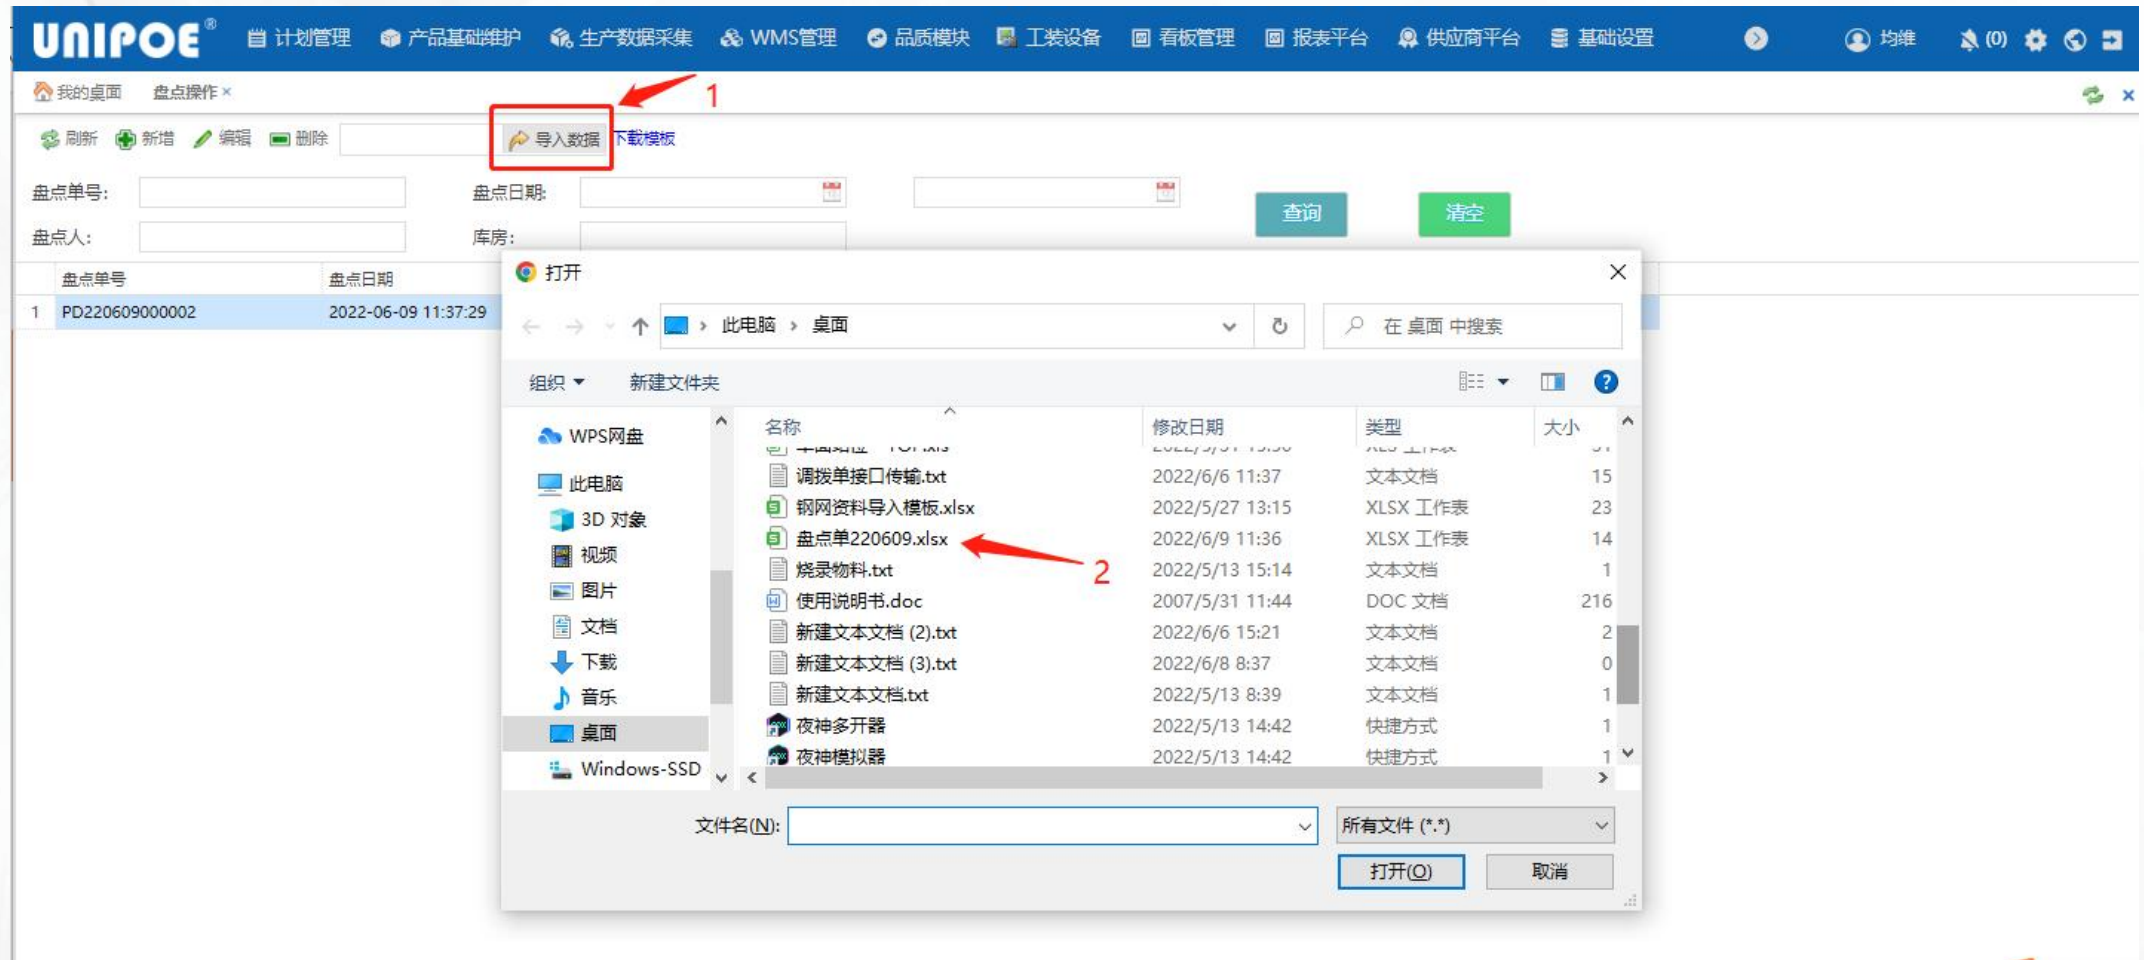 UNIPOE® 计划管理 产品基础维护 生产数据采集 WMS管理 品质模块 工装设备 看板管理 报表平台 供应商平台 基础设置 均维 (0)
我的桌面 盘点操作 ×
1
刷新 新增 编辑 删除 导入数据 下载模板
盘点单号: 盘点日期: 查询 清空
盘点人: 库房:
盘点单号 盘点日期
1 PD220609000002 2022-06-09 11:37:29
打开
此电脑 › 桌面 在 桌面 中搜索
组织 新建文件夹
名称 修改日期 类型 大小
WPS网盘
此电脑
3D 对象
视频
图片
文档
下载
音乐
桌面
Windows-SSD
调拨单接口传输.txt 2022/6/6 11:37 文本文档 15
钢网资料导入模板.xlsx 2022/5/27 13:15 XLSX 工作表 23
盘点单220609.xlsx 2022/6/9 11:36 XLSX 工作表 14
2
烧录物料.txt 2022/5/13 15:14 文本文档 1
使用说明书.doc 2007/5/31 11:44 DOC 文档 216
新建文本文档 (2).txt 2022/6/6 15:21 文本文档 2
新建文本文档 (3).txt 2022/6/8 8:37 文本文档 0
新建文本文档.txt 2022/5/13 8:39 文本文档 1
夜神多开器 2022/5/13 14:42 快捷方式 1
夜神模拟器 2022/5/13 14:42 快捷方式 1
文件名(N): 所有文件 (*.*)
打开(O) 取消